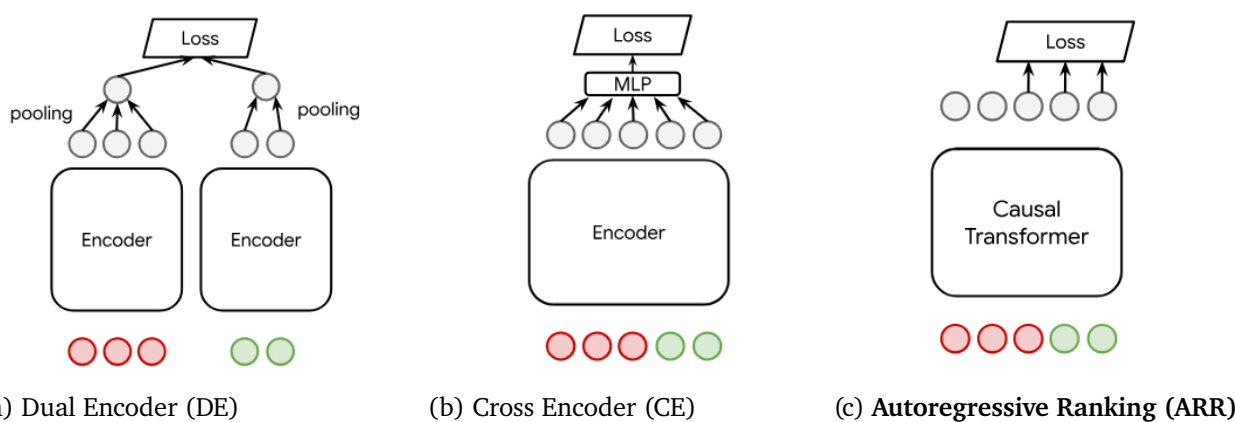 Loss
pooling
pooling
Encoder
Encoder
) Dual Encoder (DE)
Loss
MLP
Encoder
(b) Cross Encoder (CE)
Loss
Causal
Transformer
(c) Autoregressive Ranking (ARR)